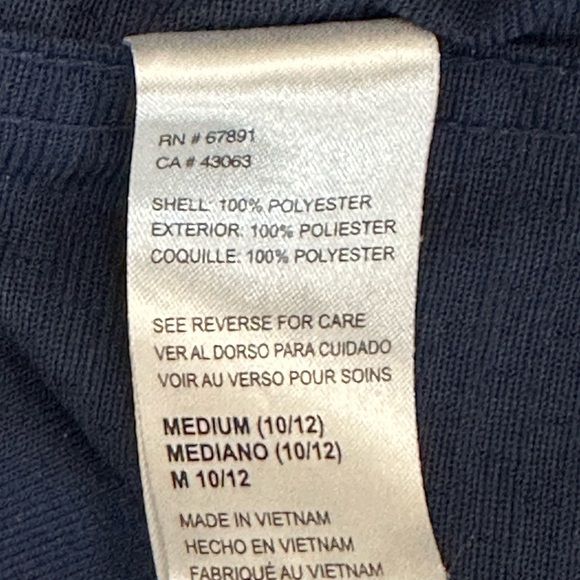 RN # 67891
CA # 43063
SHELL: 100% POLYESTER
EXTERIOR: 100% POLIESTER
COQUILLE: 100% POLYESTER
SEE REVERSE FOR CARE
VER AL DORSO PARA CUIDADO
VOIR AU VERSO POUR SOINS
MEDIUM (10/12)
MEDIANO (10/12)
M 10/12
MADE IN VIETNAM
HECHO EN VIETNAM
FABRIQUÉ AU VIETNAM